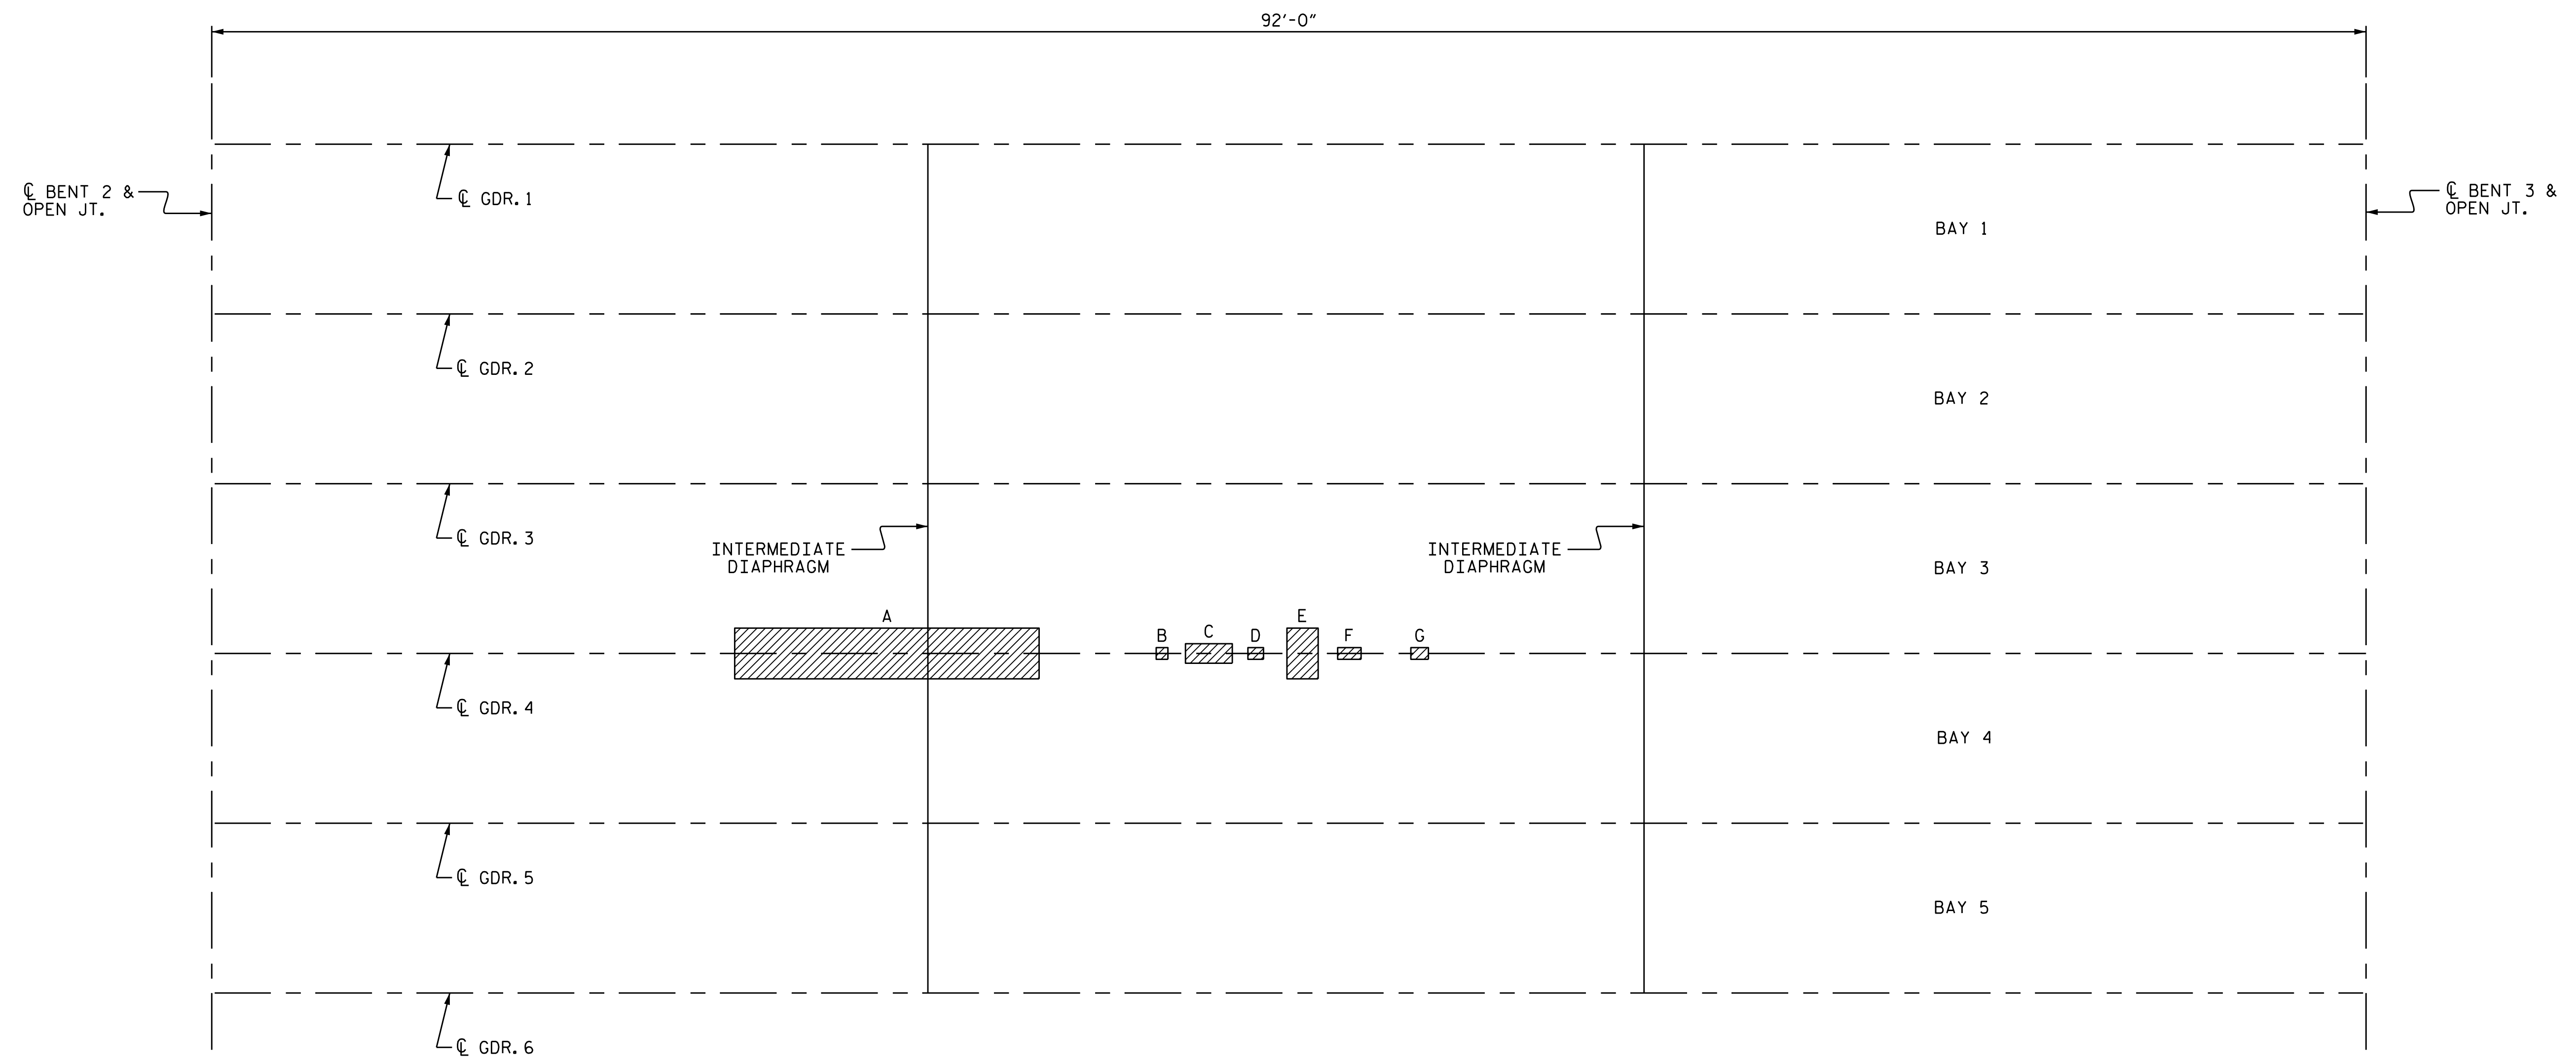 92'-0"
℄ BENT 2 &
OPEN JT.
℄ GDR. 1
BAY 1
℄ BENT 3 &
OPEN JT.
℄ GDR. 2
BAY 2
℄ GDR. 3
INTERMEDIATE
DIAPHRAGM
INTERMEDIATE
DIAPHRAGM
BAY 3
A
B
C
D
E
F
G
℄ GDR. 4
BAY 4
℄ GDR. 5
BAY 5
℄ GDR. 6